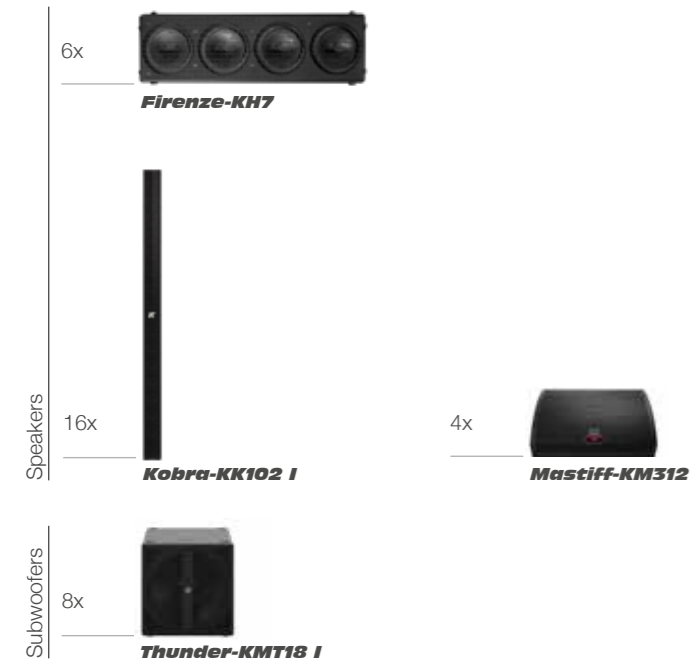 6x
Firenze-KH7
Speakers
16x
Kobra-KK102 I
4x
Mastiff-KM312
Subwoofers
8x
Thunder-KMT18 I